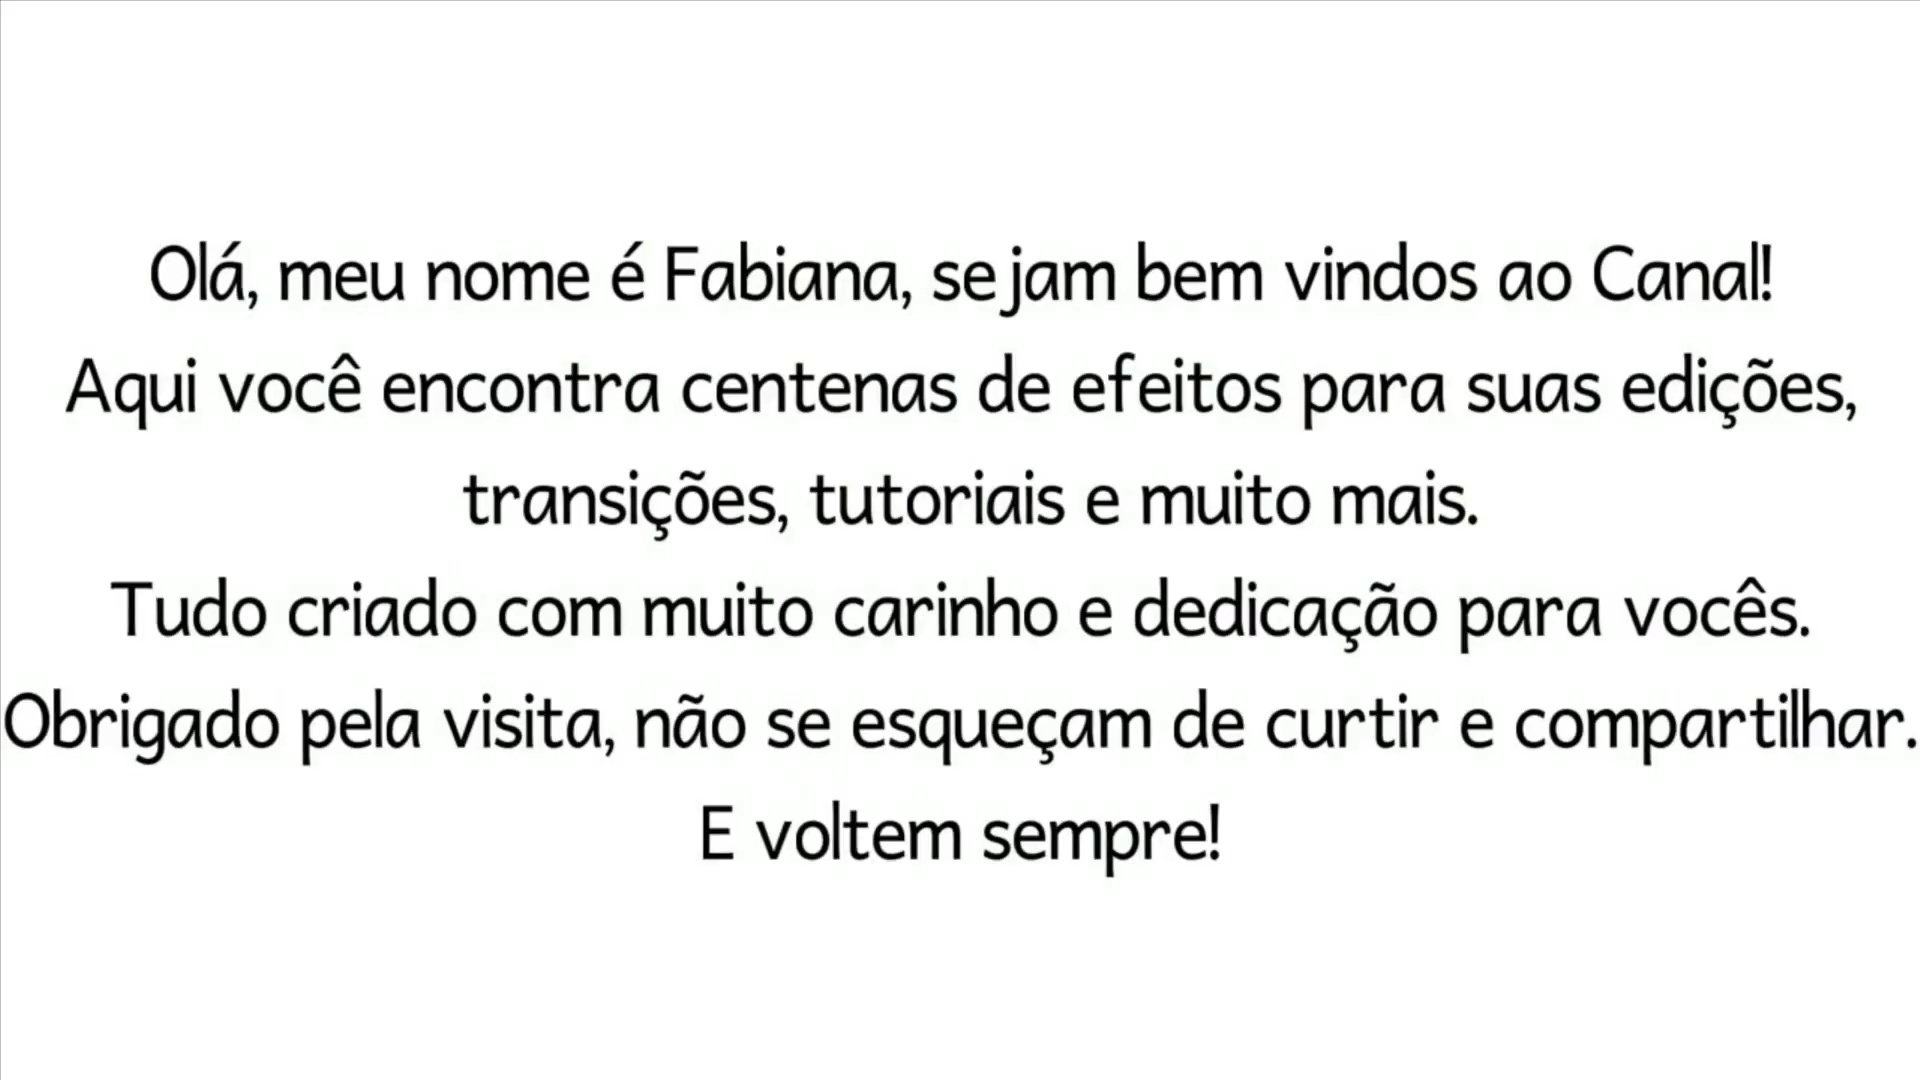 Olá, meu nome é Fabiana, sejam bem vindos ao Canal!
Aqui você encontra centenas de efeitos para suas edições,
transições, tutoriais e muito mais.
Tudo criado com muito carinho e dedicação para vocês.
Obrigado pela visita, não se esqueçam de curtir e compartilhar.
E voltem sempre!